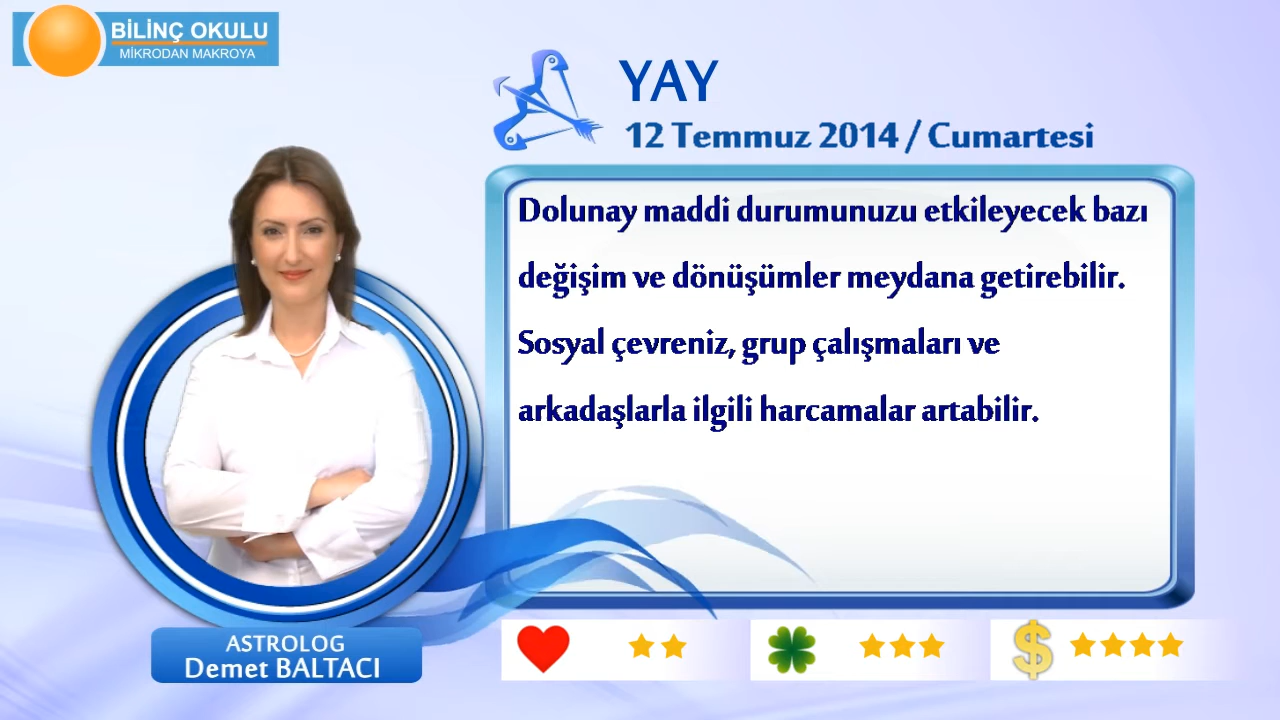 BİLİNÇ OKULU
MİKRODAN MAKROYA
YAY
12 Temmuz 2014 / Cumartesi
Dolunay maddi durumunuzu etkileyecek bazı
değişim ve dönüşümler meydana getirebilir.
Sosyal çevreniz, grup çalışmaları ve
arkadaşlarla ilgili harcamalar artabilir.
ASTROLOG
Demet BALTACI